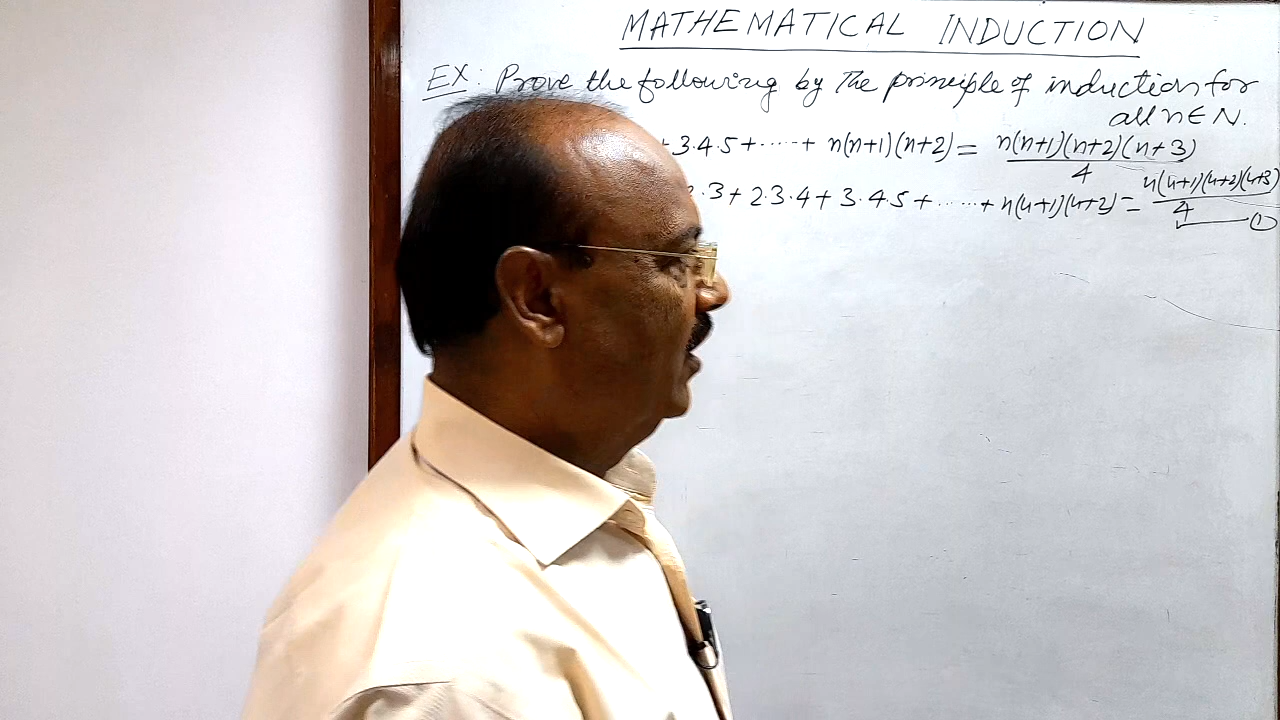 MATHEMATICAL INDUCTION
EX: Prove the following by the principle of induction for
all n ∈ N.
+ 3.4.5 + ...... + n(n+1)(n+2) = n(n+1)(n+2)(n+3)
4
2.3 + 2.3.4 + 3.4.5 + ...... + n(n+1)(n+2) = n(n+1)(n+2)(n+3)
4
①